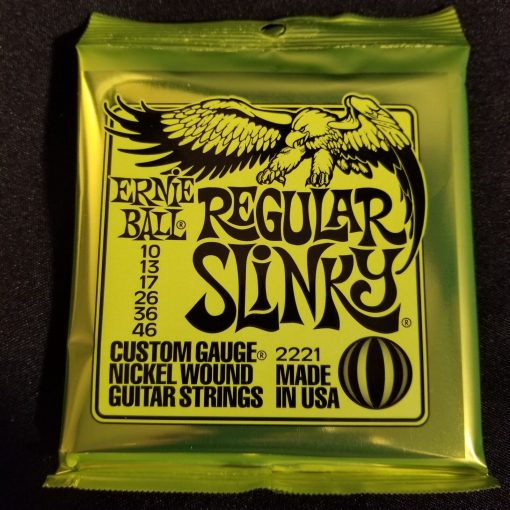 ERNIE
BALL®
REGULAR
SLINKY®
10
13
17
26
36
46
CUSTOM GAUGE®
NICKEL WOUND
GUITAR STRINGS
2221
MADE
IN USA